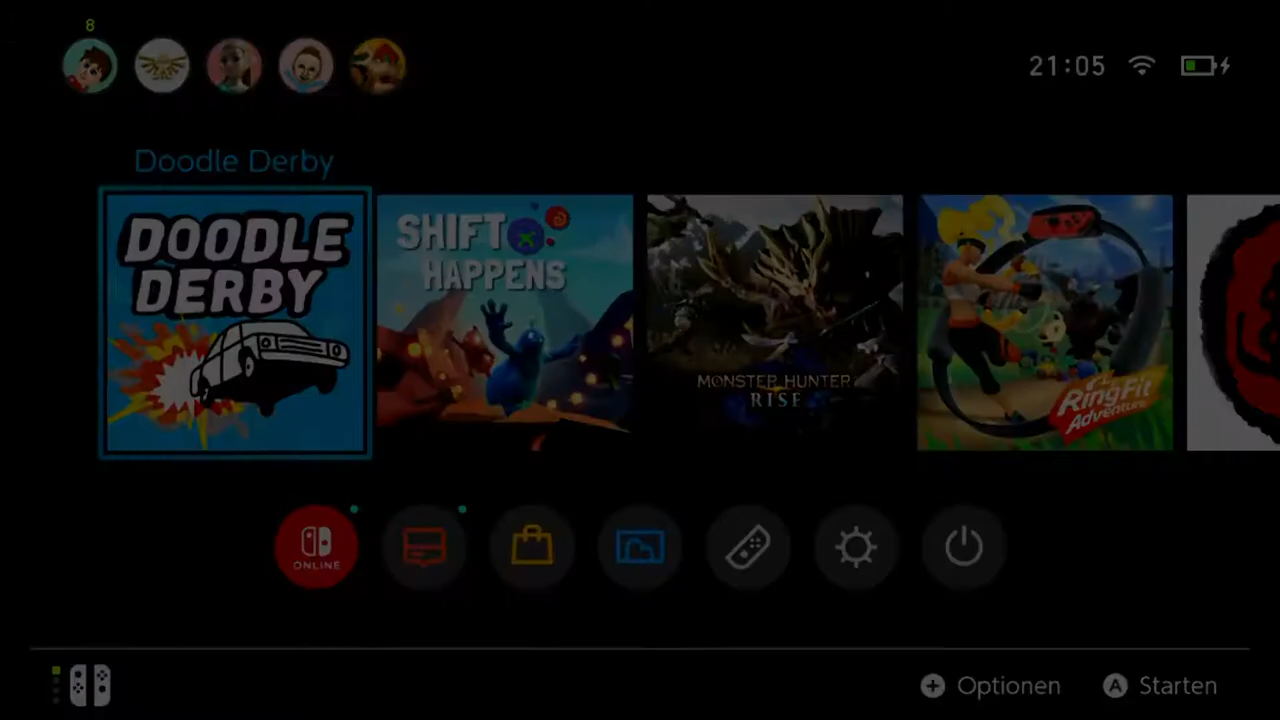 8
21:05
Doodle Derby
DOODLE
DERBY
SHIFT
HAPPENS
MONSTER HUNTER
RISE
RingFit
Adventure
ONLINE
Optionen
A Starten